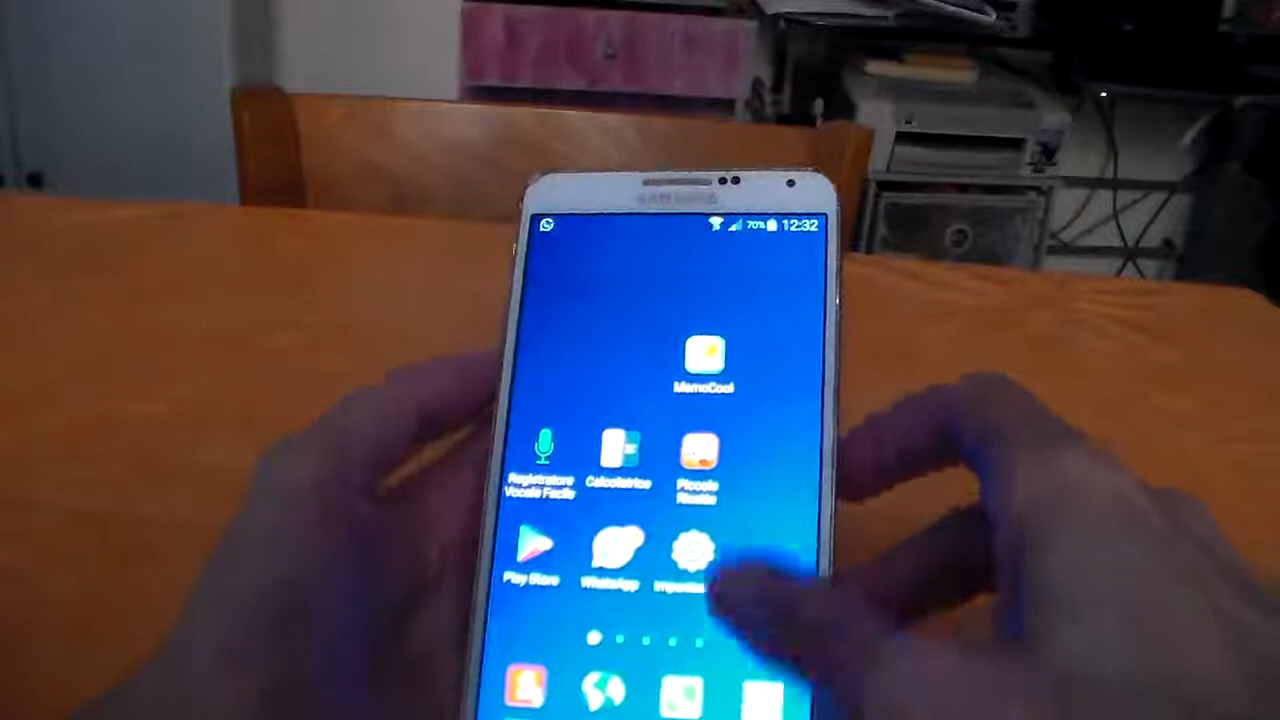 SAMSUNG
70% 12:32
MemoCool
Registratore
Vocale Facile
Calcolatrice
Piccole
Ricette
Play Store
WhatsApp